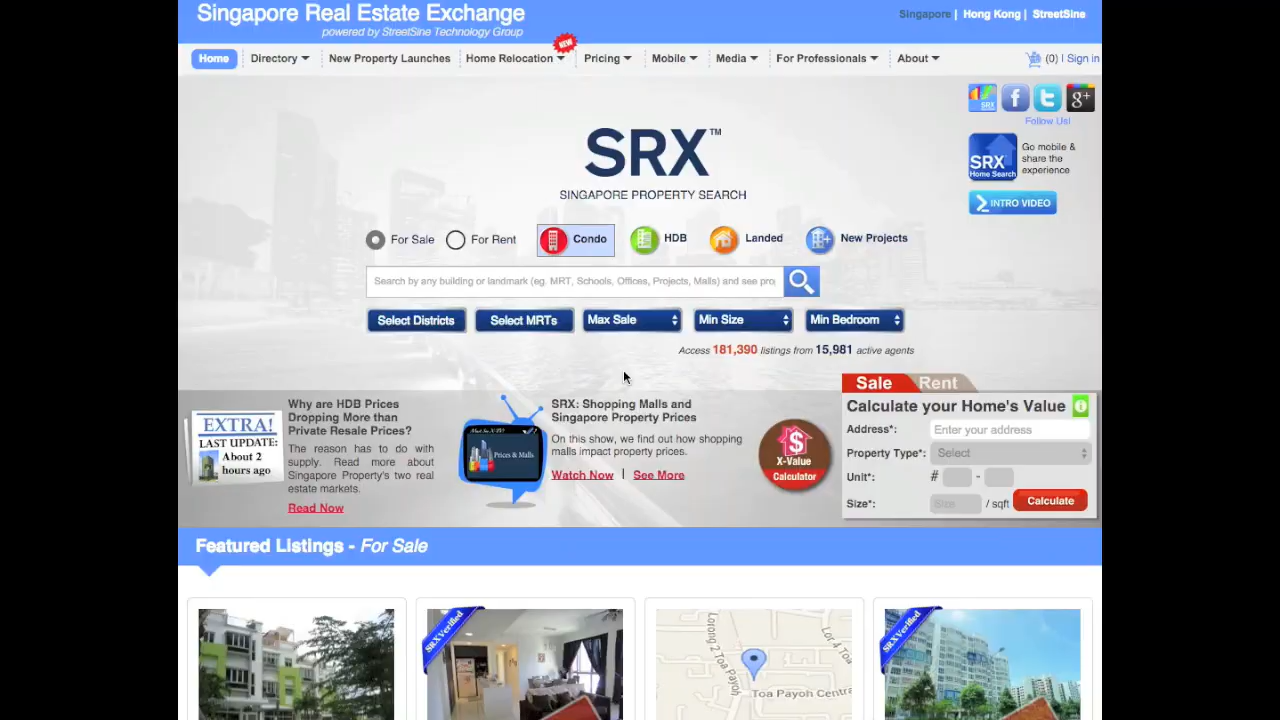 Singapore Real Estate Exchange
powered by StreetSine Technology Group
Singapore | Hong Kong | StreetSine
NEW
Home Directory New Property Launches Home Relocation Pricing Mobile Media For Professionals About (0) | Sign in
SRX
Follow Us!
SRX™
SINGAPORE PROPERTY SEARCH
SRX
Home Search
Go mobile &
share the
experience
INTRO VIDEO
For Sale For Rent Condo HDB Landed New Projects
Search by any building or landmark (eg. MRT, Schools, Offices, Projects, Malls) and see pro
Select Districts Select MRTs Max Sale Min Size Min Bedroom
Access 181,390 listings from 15,981 active agents
EXTRA!
LAST UPDATE:
About 2
hours ago
Why are HDB Prices
Dropping More than
Private Resale Prices?
The reason has to do with
supply. Read more about
Singapore Property's two real
estate markets.
Read Now
Prices & Malls
SRX: Shopping Malls and
Singapore Property Prices
On this show, we find out how shopping
malls impact property prices.
Watch Now | See More
X-Value
Calculator
Sale Rent
Calculate your Home's Value
Address*: Enter your address
Property Type*: Select
Unit*: # -
Size*: Size / sqft Calculate
Featured Listings - For Sale
SRX Verified
Lorong 2 Toa Payoh
Lor 4
Toa Payoh Centra
SRX Verified